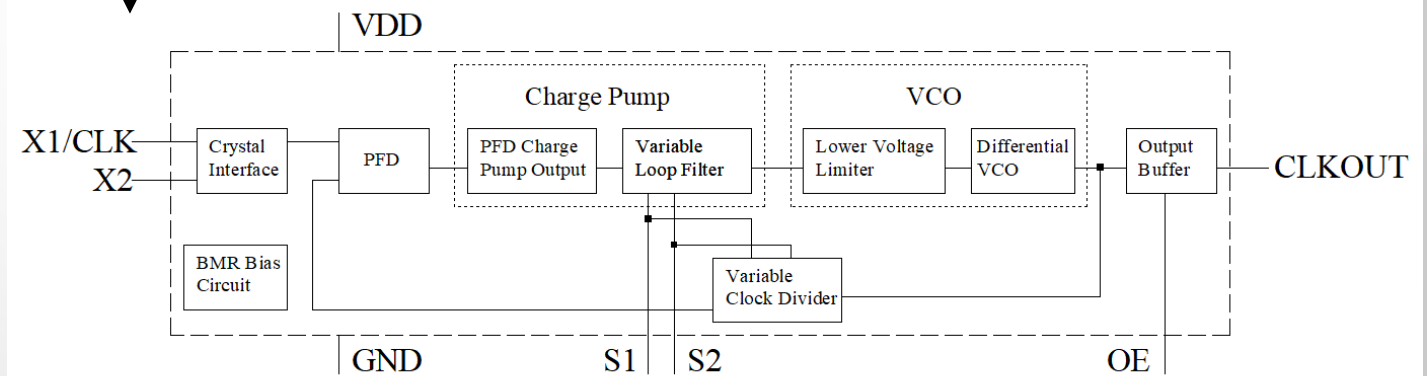 VDD
Charge Pump
VCO
X1/CLK
X2
Crystal
Interface
PFD
PFD Charge
Pump Output
Variable
Loop Filter
Lower Voltage
Limiter
Differential
VCO
Output
Buffer
CLKOUT
BMR Bias
Circuit
Variable
Clock Divider
GND
S1
S2
OE